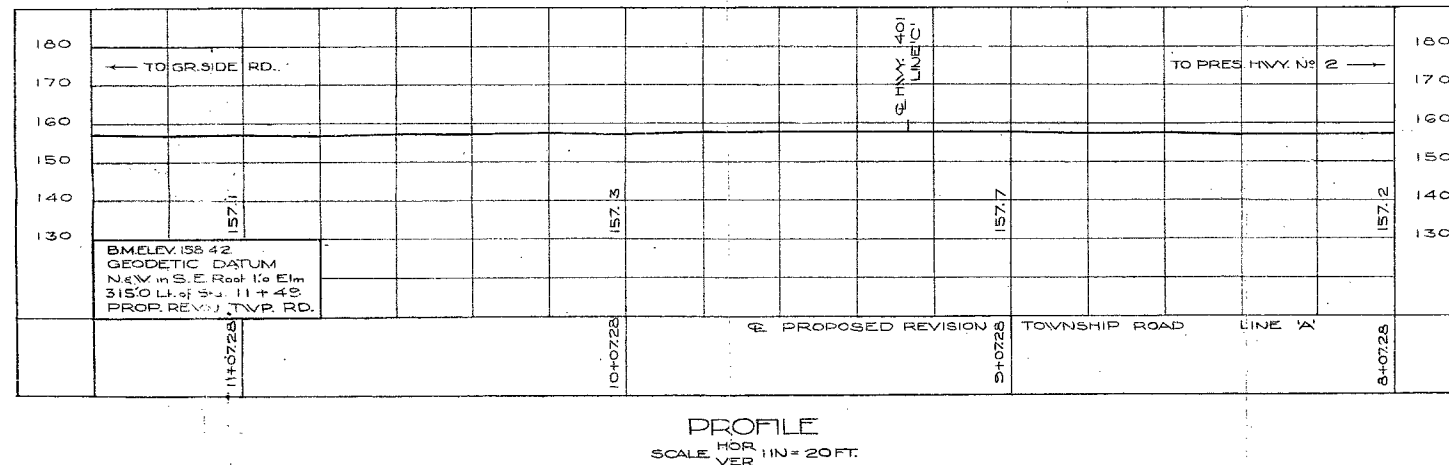 180
170
160
150
140
130
← TO GR. SIDE RD.
℄ HWY. 401
LINE 'C'
TO PRES. HWY. Nº 2 →
180
170
160
150
140
130
157.1
157.3
157.7
157.2
B.M. ELEV. 158.42
GEODETIC DATUM
N.&W. in S.E. Root 1.'0 Elm
315.'0 Lt. of Sta. 11+48
PROP. TWP. RD.
℄ PROPOSED REVISION TOWNSHIP ROAD LINE 'A'
11+07.28
10+07.28
9+07.28
8+07.28
PROFILE
SCALE HOR VER 1 IN = 20 FT.